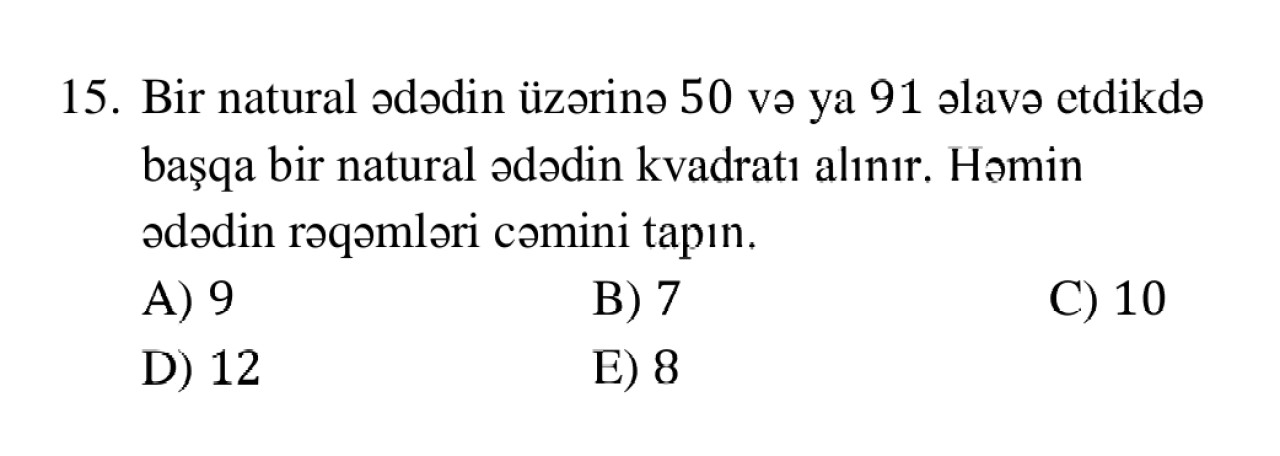 15. Bir natural ədədin üzərinə 50 və ya 91 əlavə etdikdə
başqa bir natural ədədin kvadratı alınır. Həmin
ədədin rəqəmləri cəmini tapın.
A) 9 B) 7 C) 10
D) 12 E) 8